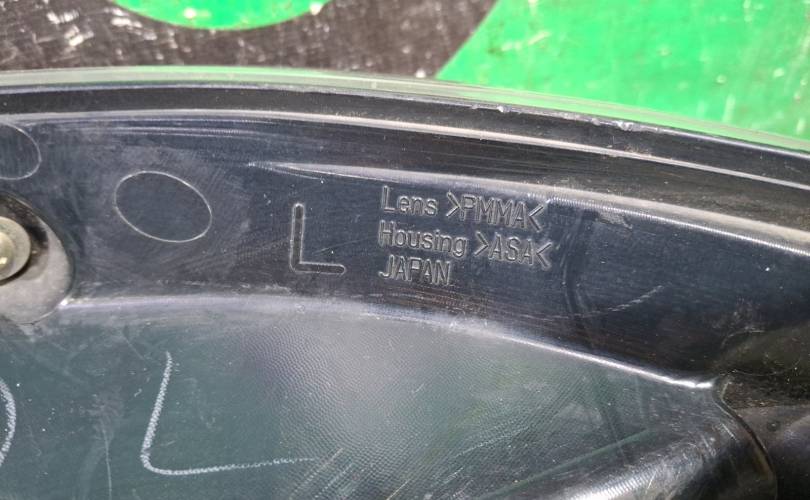 L
Lens >PMMA<
Housing >ASA<
JAPAN
L